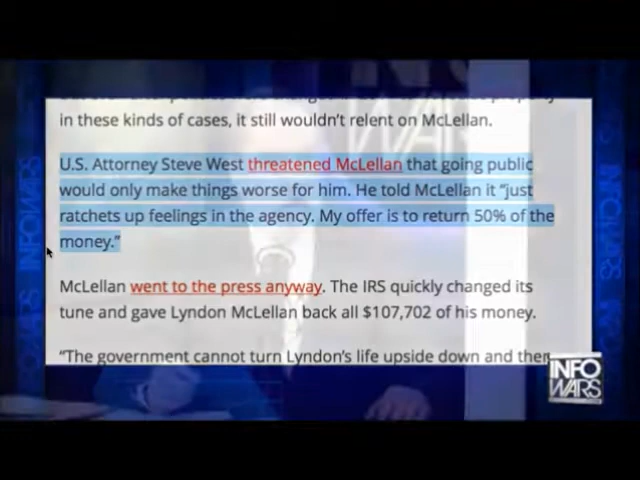 in these kinds of cases, it still wouldn't relent on McLellan.
U.S. Attorney Steve West threatened McLellan that going public
would only make things worse for him. He told McLellan it "just
ratchets up feelings in the agency. My offer is to return 50% of the
money."
McLellan went to the press anyway. The IRS quickly changed its
tune and gave Lyndon McLellan back all $107,702 of his money.
"The government cannot turn Lyndon's life upside down and then
INFO
WARS
INFOWARS